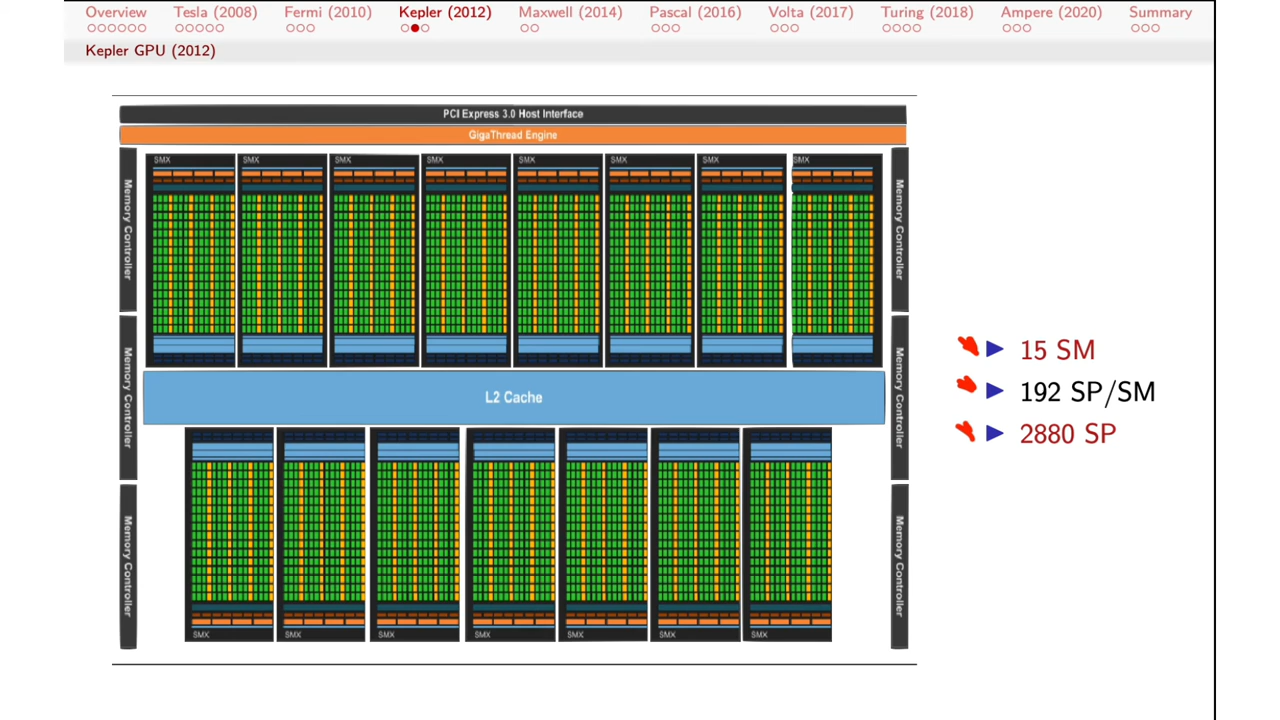 Overview Tesla (2008) Fermi (2010) Kepler (2012) Maxwell (2014) Pascal (2016) Volta (2017) Turing (2018) Ampere (2020) Summary
Kepler GPU (2012)
PCI Express 3.0 Host Interface
GigaThread Engine
SMX SMX SMX SMX SMX SMX SMX SMX
Memory Controller
Memory Controller
Memory Controller
L2 Cache
Memory Controller
Memory Controller
Memory Controller
SMX SMX SMX SMX SMX SMX SMX
15 SM
192 SP/SM
2880 SP